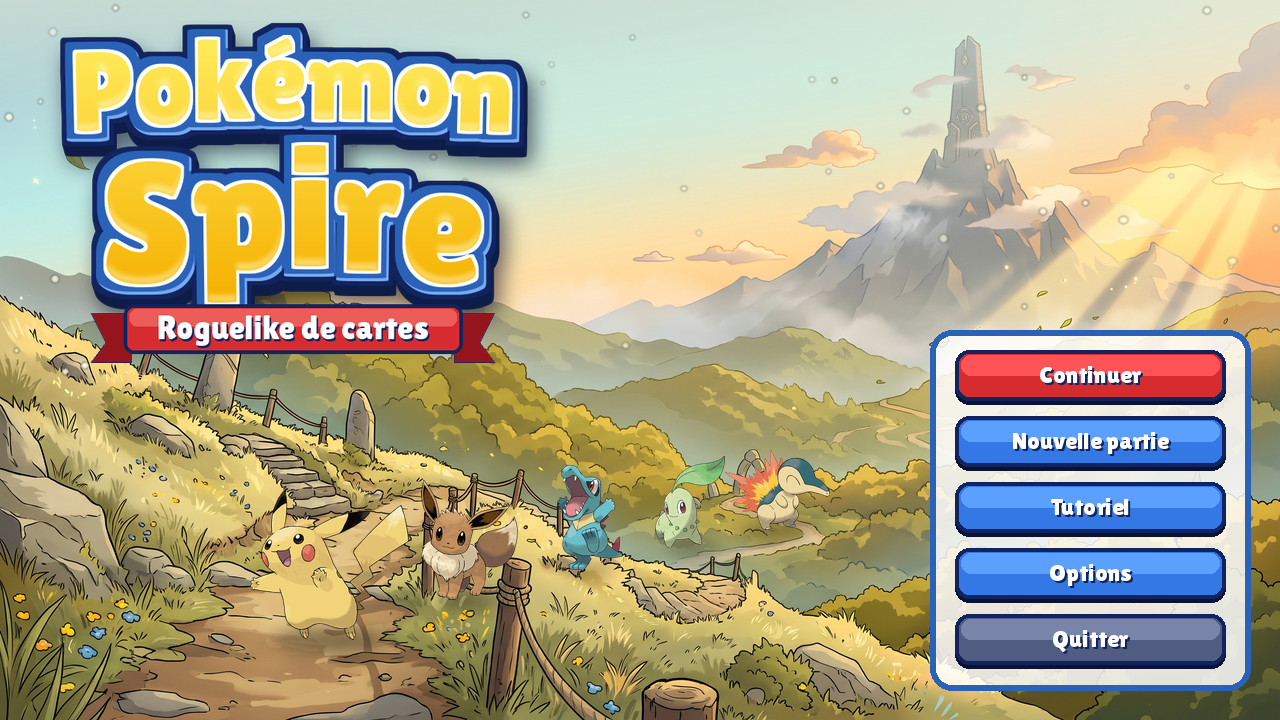 Pokémon
Spire
Roguelike de cartes
Continuer
Nouvelle partie
Tutoriel
Options
Quitter